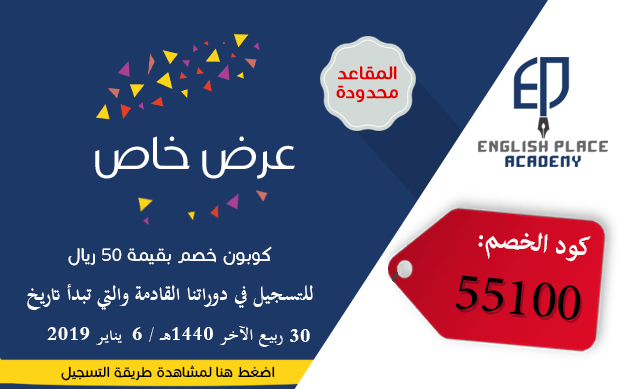 المقاعد
محدودة
ENGLISH PLACE
ACADEMY
عرض خاص
كود الخصم:
55100
كوبون خصم بقيمة 50 ريال
للتسجيل في دوراتنا القادمة والتي تبدأ تاريخ
30 ربيع الآخر 1440هـ / 6 يناير 2019
اضغط هنا لمشاهدة طريقة التسجيل